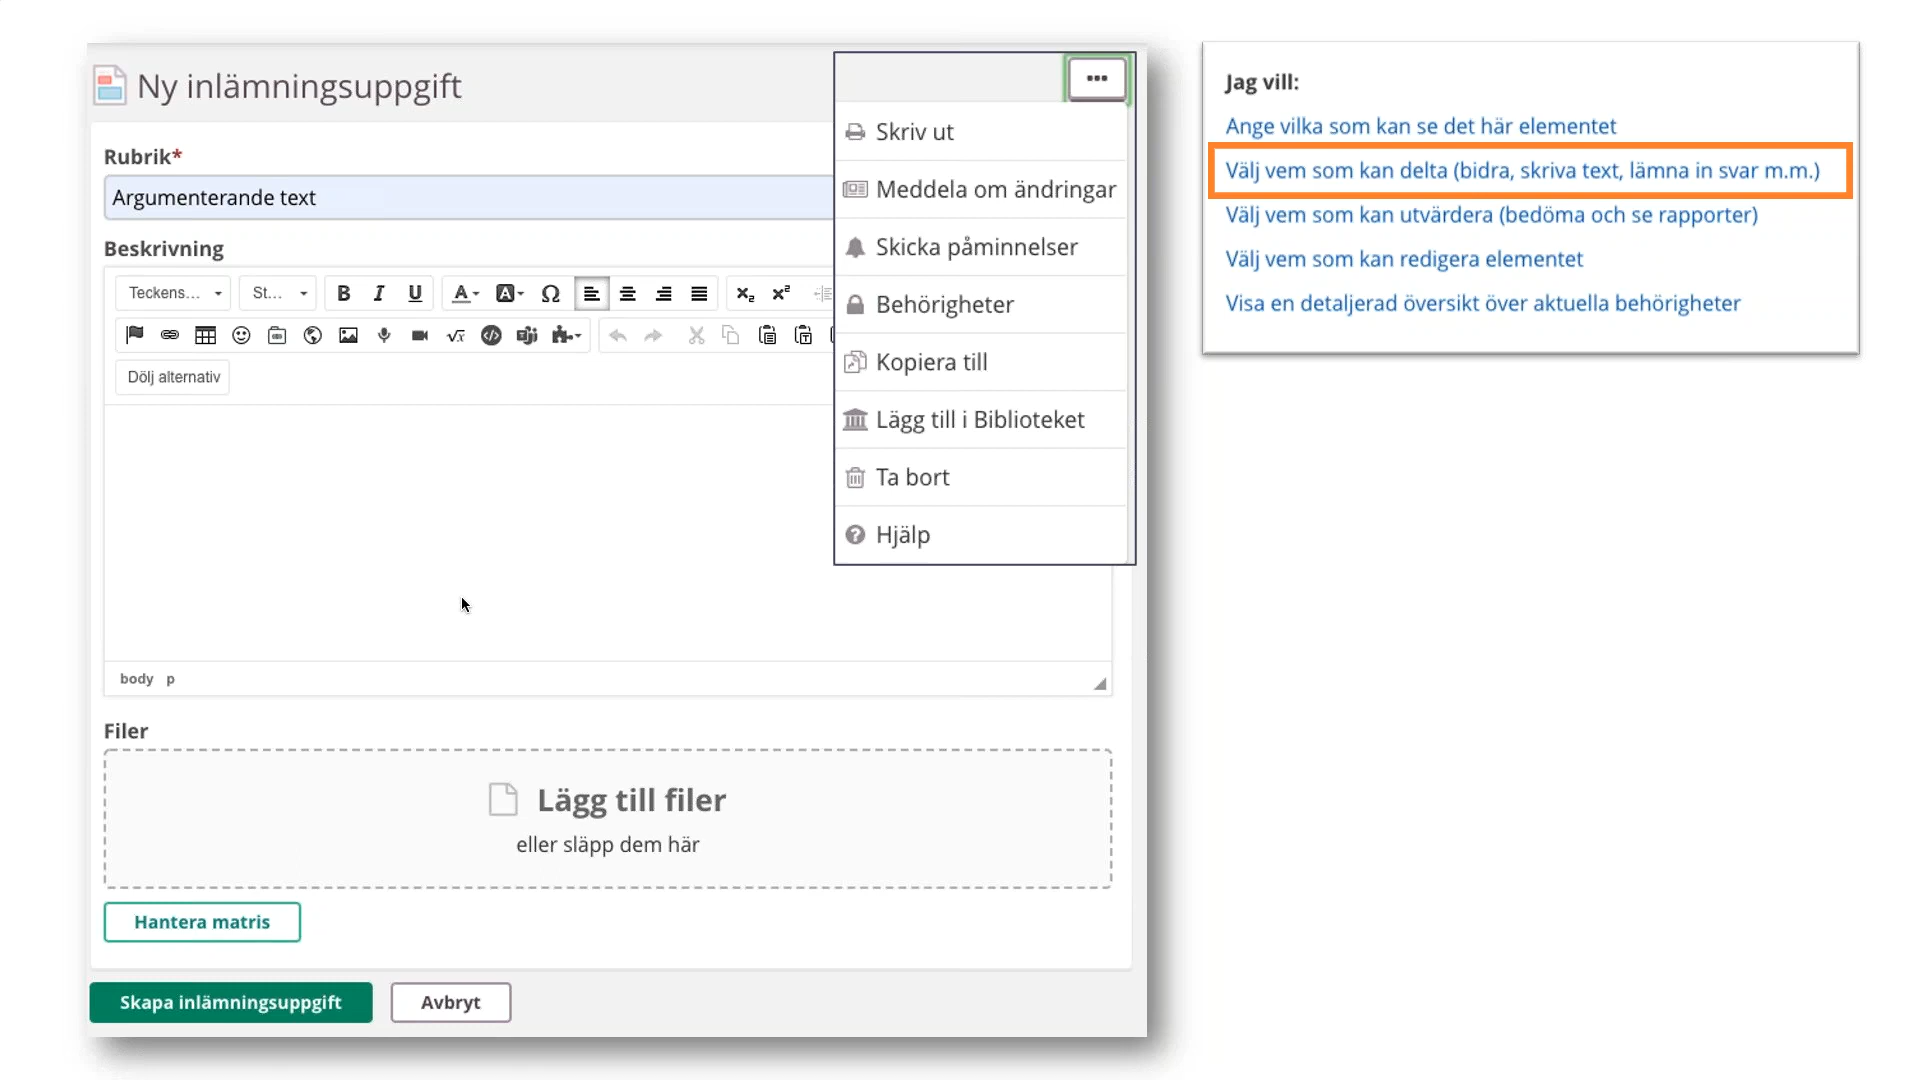 Ny inlämningsuppgift
•••
Rubrik*
Argumenterande text
Beskrivning
Teckens...
St...
B I U A A Ω x₂ x²
√x
Dölj alternativ
body p
Filer
Lägg till filer
eller släpp dem här
Hantera matris
Skapa inlämningsuppgift
Avbryt
Skriv ut
Meddela om ändringar
Skicka påminnelser
Behörigheter
Kopiera till
Lägg till i Biblioteket
Ta bort
Hjälp
Jag vill:
Ange vilka som kan se det här elementet
Välj vem som kan delta (bidra, skriva text, lämna in svar m.m.)
Välj vem som kan utvärdera (bedöma och se rapporter)
Välj vem som kan redigera elementet
Visa en detaljerad översikt över aktuella behörigheter